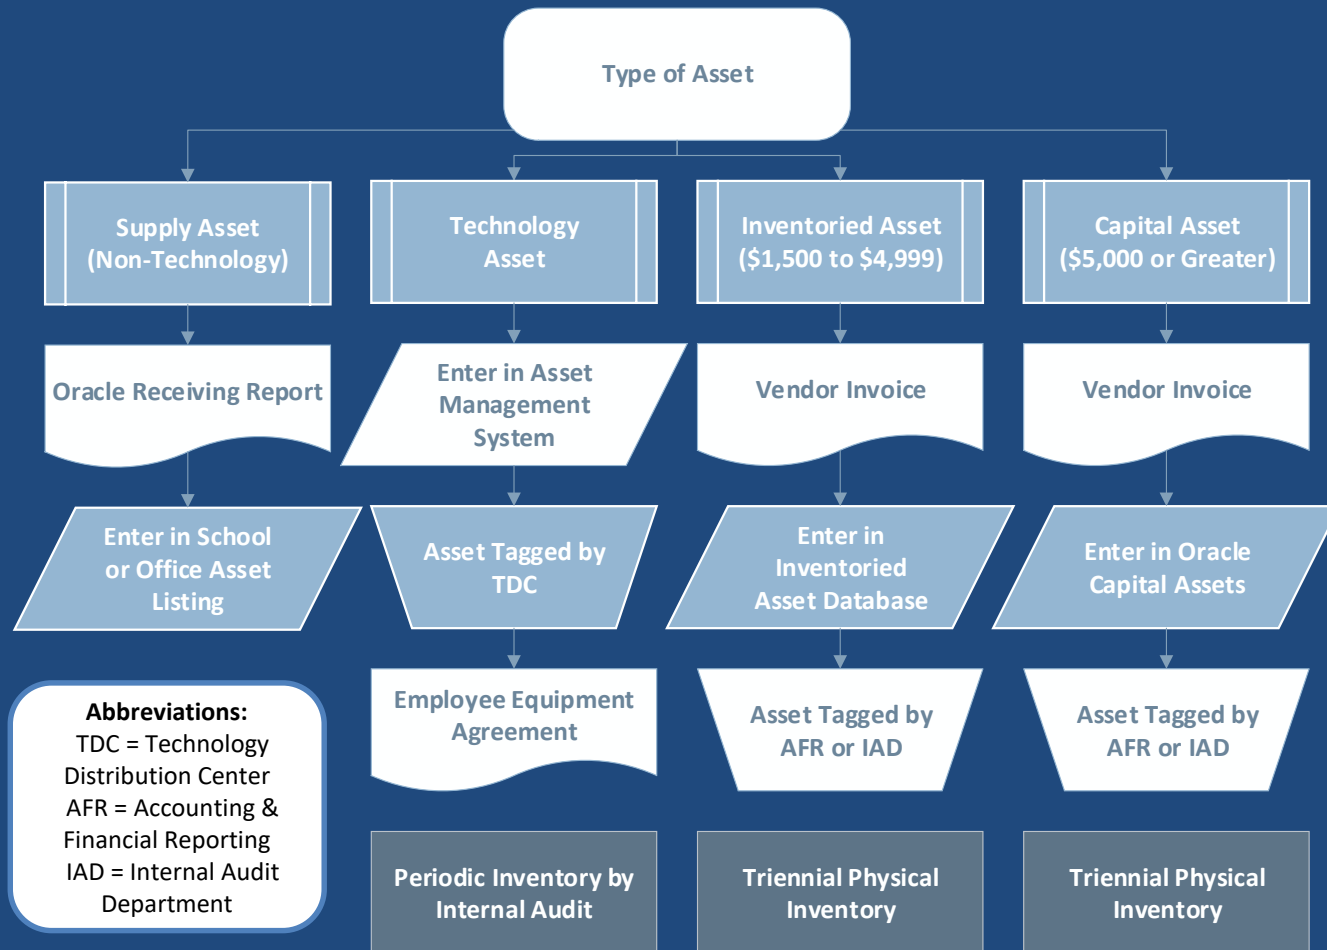 Type of Asset
Supply Asset
(Non-Technology)
Technology
Asset
Inventoried Asset
($1,500 to $4,999)
Capital Asset
($5,000 or Greater)
Oracle Receiving Report
Enter in Asset
Management
System
Vendor Invoice
Vendor Invoice
Enter in School
or Office Asset
Listing
Asset Tagged by
TDC
Enter in
Inventoried
Asset Database
Enter in Oracle
Capital Assets
Employee Equipment
Agreement
Asset Tagged by
AFR or IAD
Asset Tagged by
AFR or IAD
Abbreviations:
TDC = Technology
Distribution Center
AFR = Accounting &
Financial Reporting
IAD = Internal Audit
Department
Periodic Inventory by
Internal Audit
Triennial Physical
Inventory
Triennial Physical
Inventory